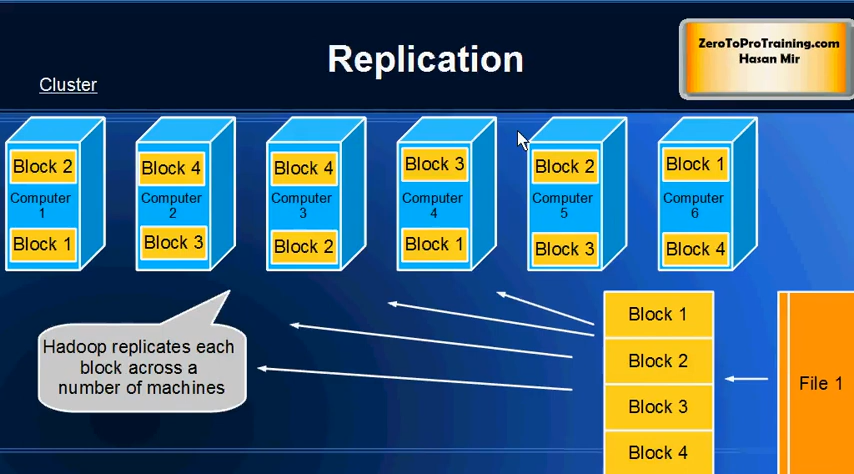 Replication
ZeroToProTraining.com
Hasan Mir
Cluster
Block 2
Computer
1
Block 1
Block 4
Computer
2
Block 3
Block 4
Computer
3
Block 2
Block 3
Computer
4
Block 1
Block 2
Computer
5
Block 3
Block 1
Computer
6
Block 4
Hadoop replicates each
block across a
number of machines
Block 1
Block 2
Block 3
Block 4
File 1